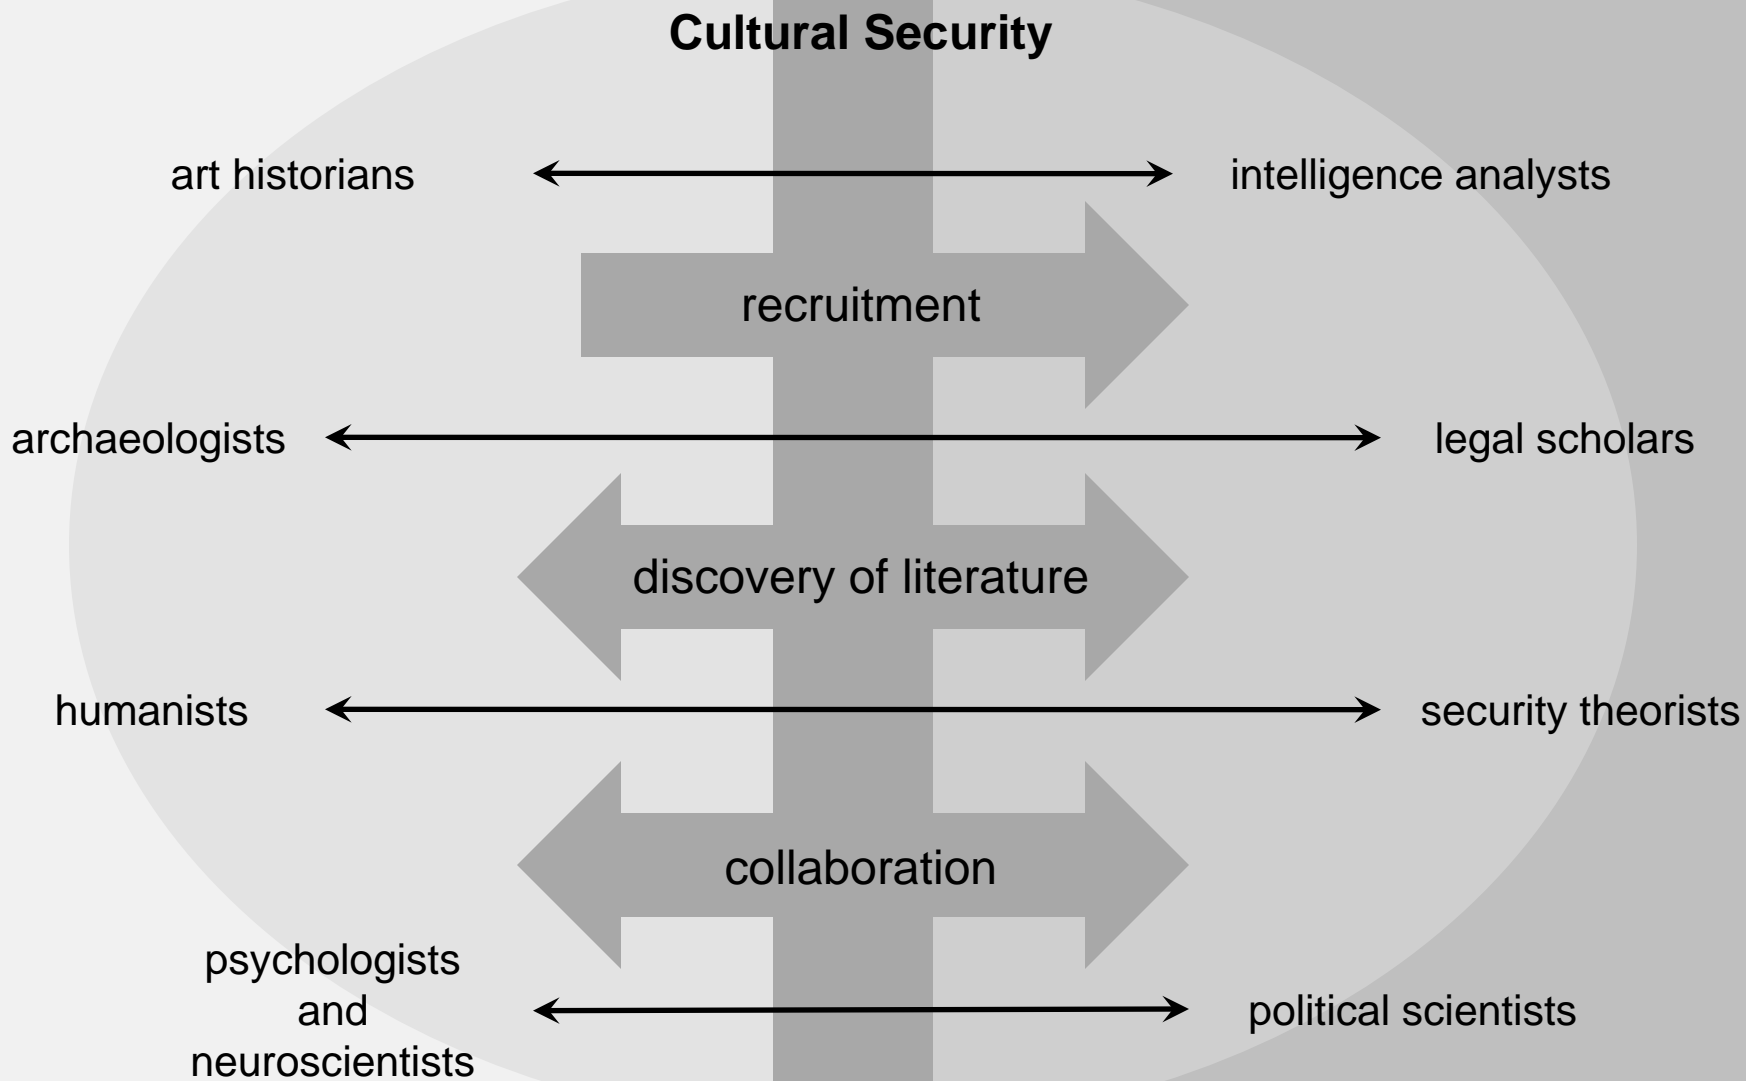 Cultural Security
art historians
intelligence analysts
recruitment
archaeologists
legal scholars
discovery of literature
humanists
security theorists
collaboration
psychologists
and
neuroscientists
political scientists